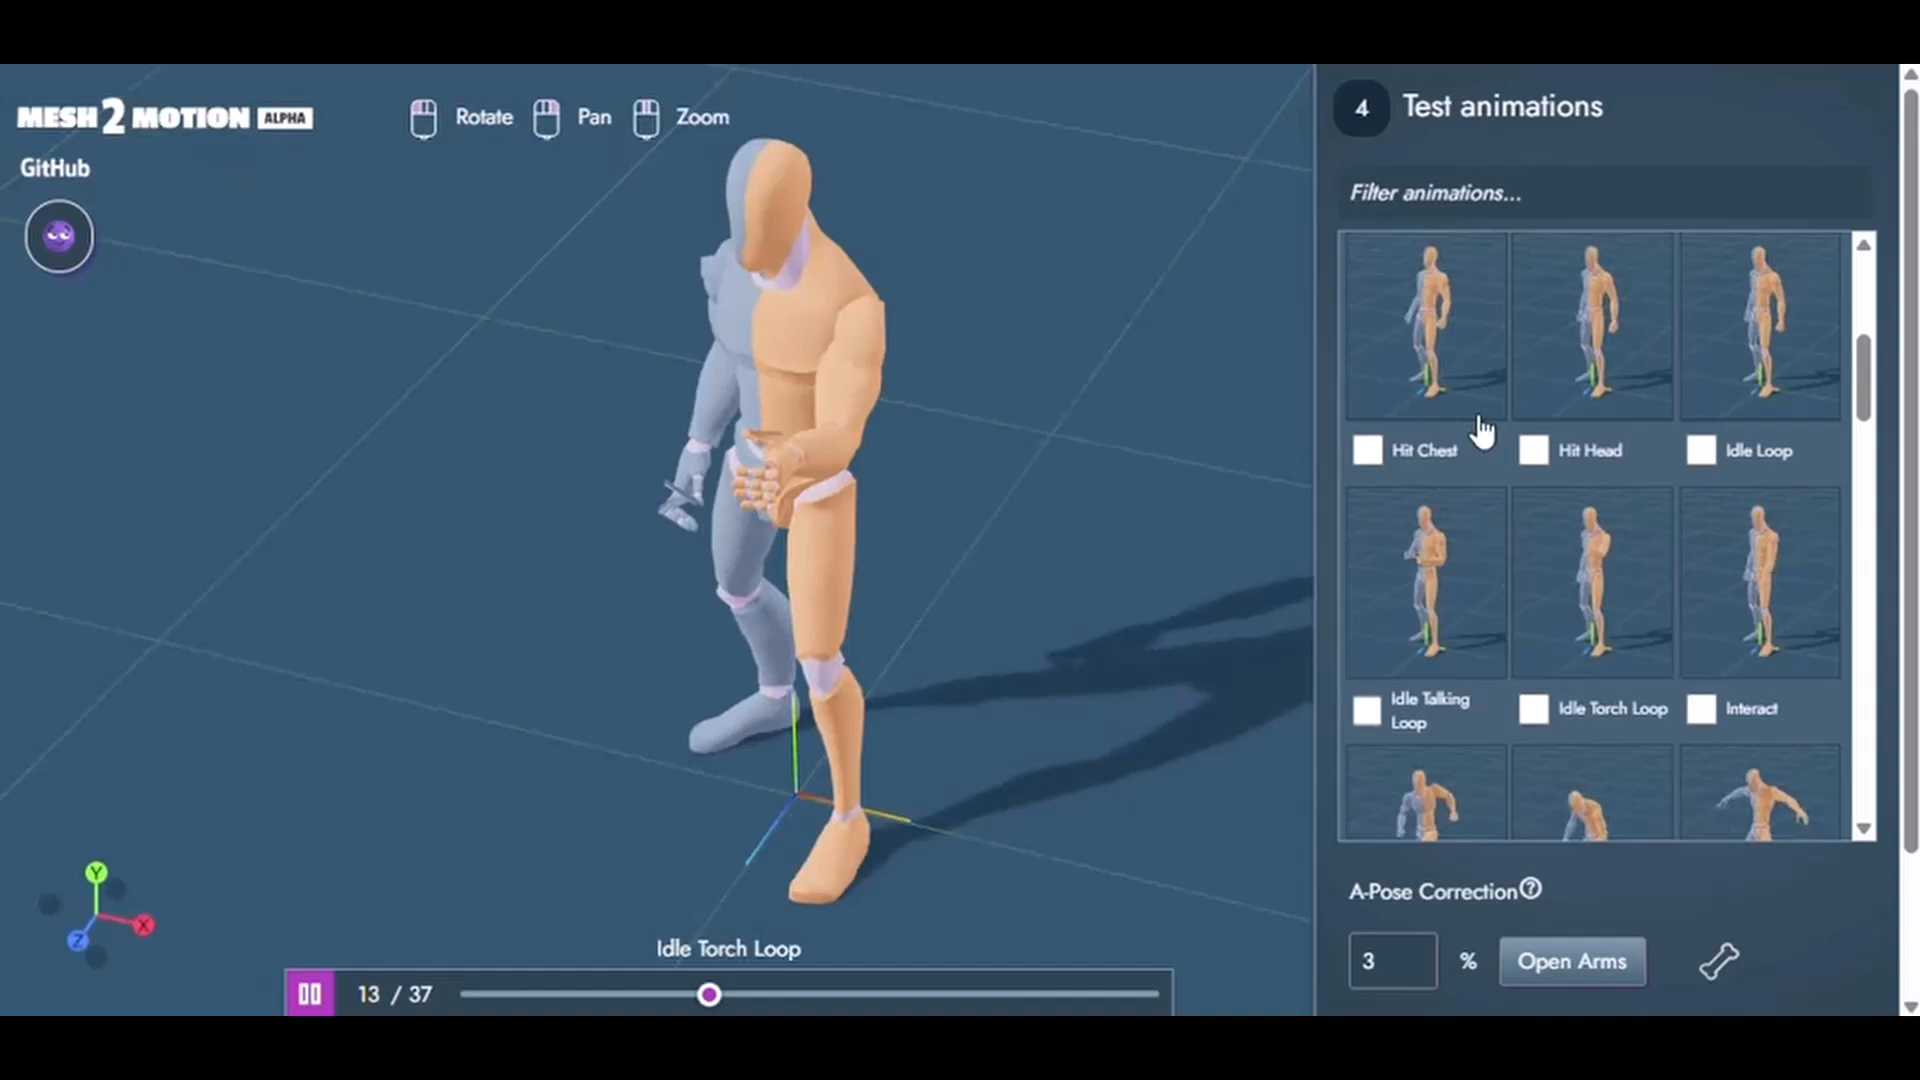 MESH2MOTION ALPHA
Rotate
Pan
Zoom
GitHub
4 Test animations
Filter animations...
Hit Chest
Hit Head
Idle Loop
Idle Talking
Loop
Idle Torch Loop
Interact
A-Pose Correction?
3 %
Open Arms
Y
X
Z
Idle Torch Loop
13 / 37